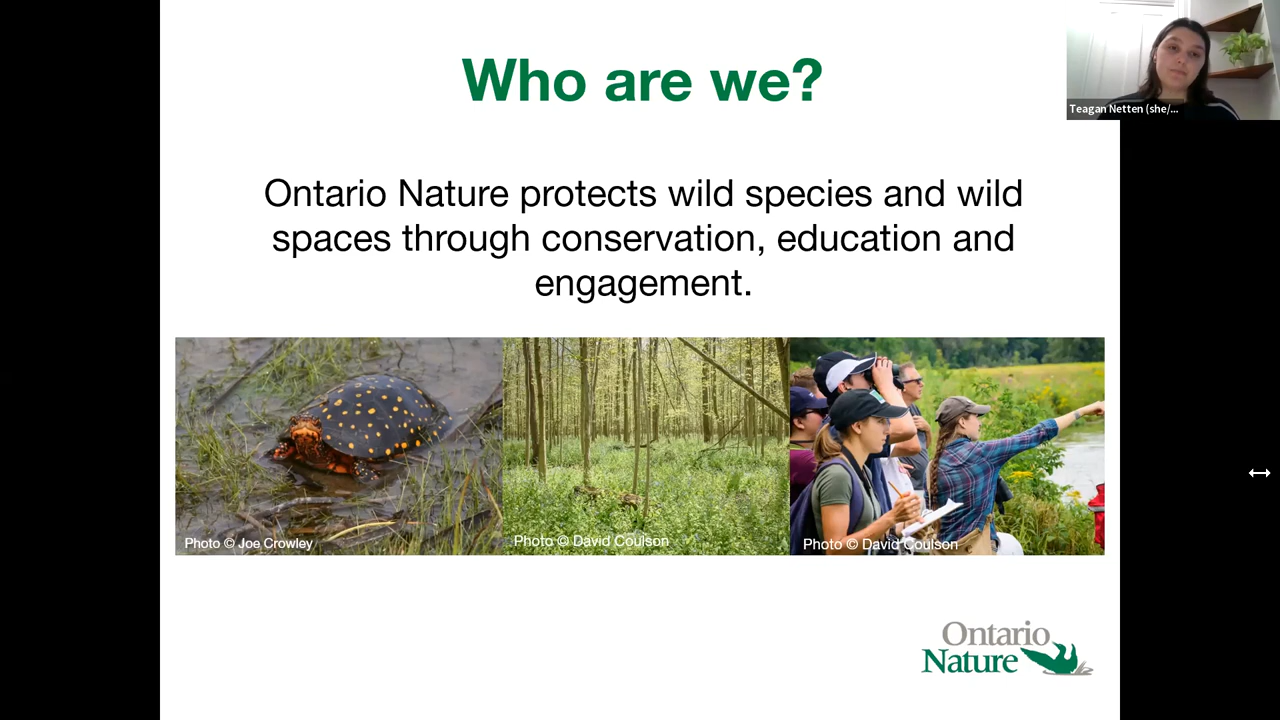 Who are we?
Teagan Netten (she/...
Ontario Nature protects wild species and wild
spaces through conservation, education and
engagement.
Photo © Joe Crowley
Photo © David Coulson
Photo © David Coulson
Ontario
Nature